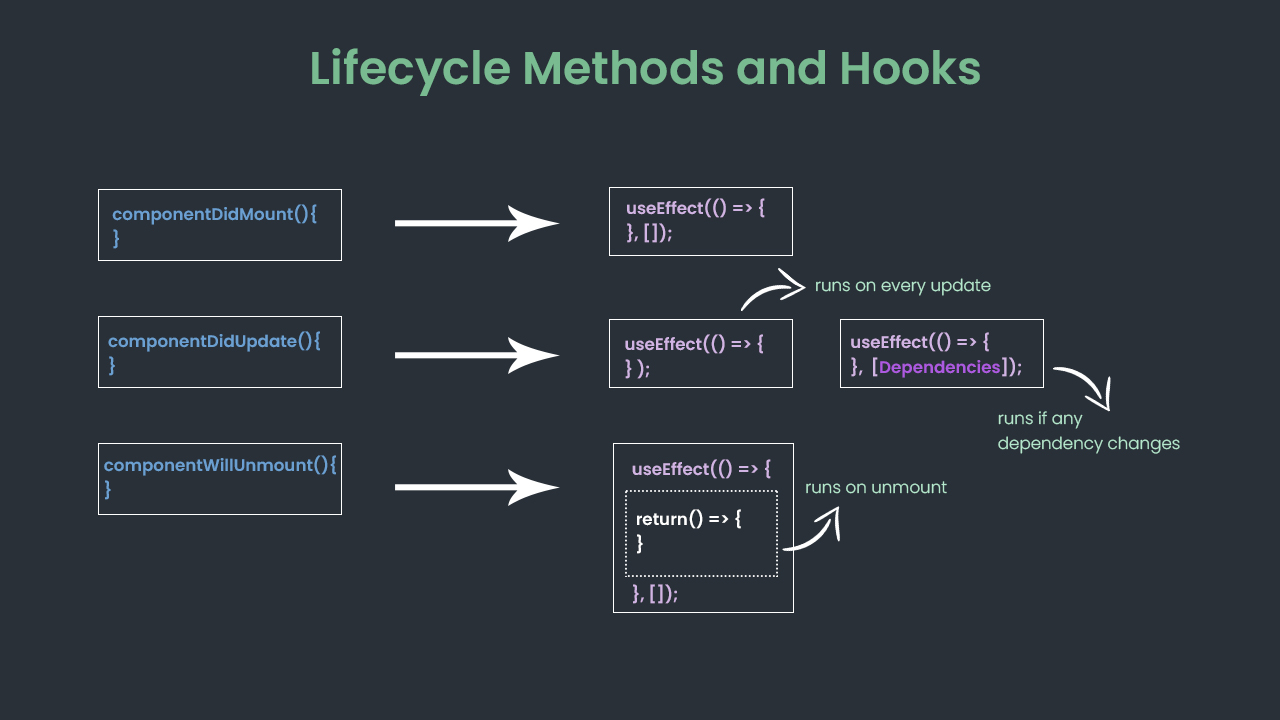 Lifecycle Methods and Hooks
componentDidMount(){
}
useEffect(() => {
}, []);
runs on every update
componentDidUpdate(){
}
useEffect(() => {
} );
useEffect(() => {
}, [Dependencies]);
runs if any
dependency changes
componentWillUnmount(){
}
useEffect(() => {
return() => {
}
}, []);
runs on unmount